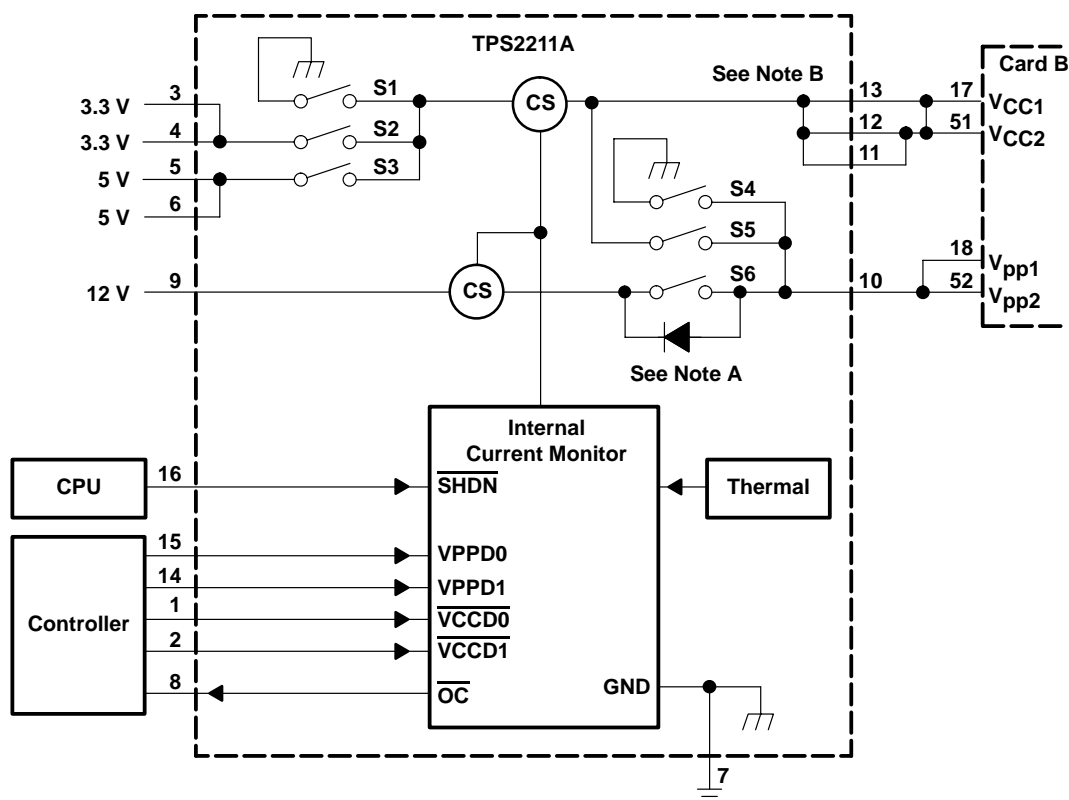 TPS2211A
Card B
See Note B
S1
CS
3
13
17
3.3 V
VCC1
S2
4
12
51
3.3 V
VCC2
S3
5
11
5 V
6
S4
5 V
S5
S6
18
Vpp1
9
10
52
12 V
CS
Vpp2
See Note A
Internal
Current Monitor
CPU
16
SHDN
Thermal
15
VPPD0
14
VPPD1
Controller
1
VCCD0
2
VCCD1
8
OC
GND
7